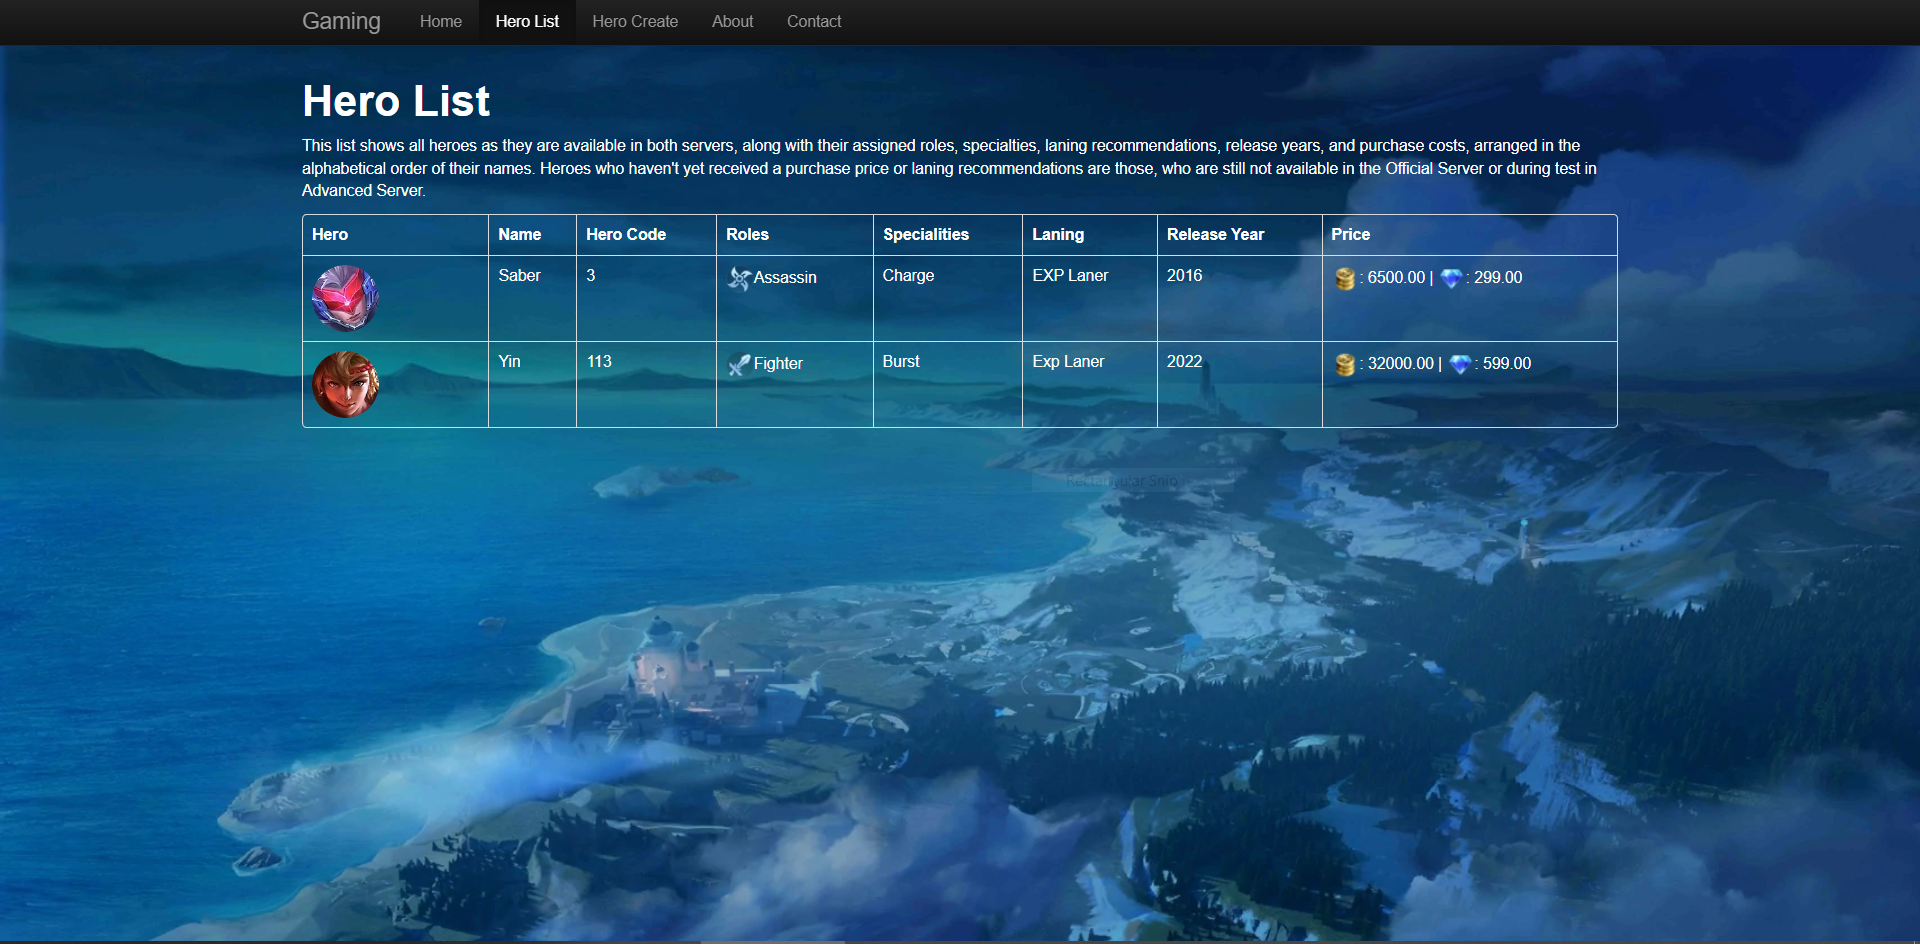 Gaming Home Hero List Hero Create About Contact
Hero List
This list shows all heroes as they are available in both servers, along with their assigned roles, specialties, laning recommendations, release years, and purchase costs, arranged in the
alphabetical order of their names. Heroes who haven't yet received a purchase price or laning recommendations are those, who are still not available in the Official Server or during test in
Advanced Server.
Hero Name Hero Code Roles Specialities Laning Release Year Price
Saber 3 Assassin Charge EXP Laner 2016 : 6500.00 | : 299.00
Yin 113 Fighter Burst Exp Laner 2022 : 32000.00 | : 599.00
Rectangular Snip